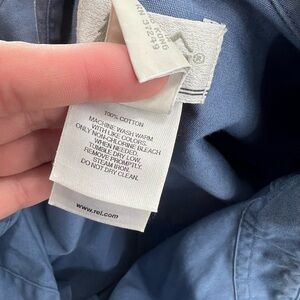 KONG
100% COTTON
MACHINE WASH WARM
WITH LIKE COLORS.
ONLY NON-CHLORINE BLEACH
WHEN NEEDED.
TUMBLE DRY LOW.
REMOVE PROMPTLY.
STEAM IRON.
DO NOT DRY CLEAN.
www.rei.com